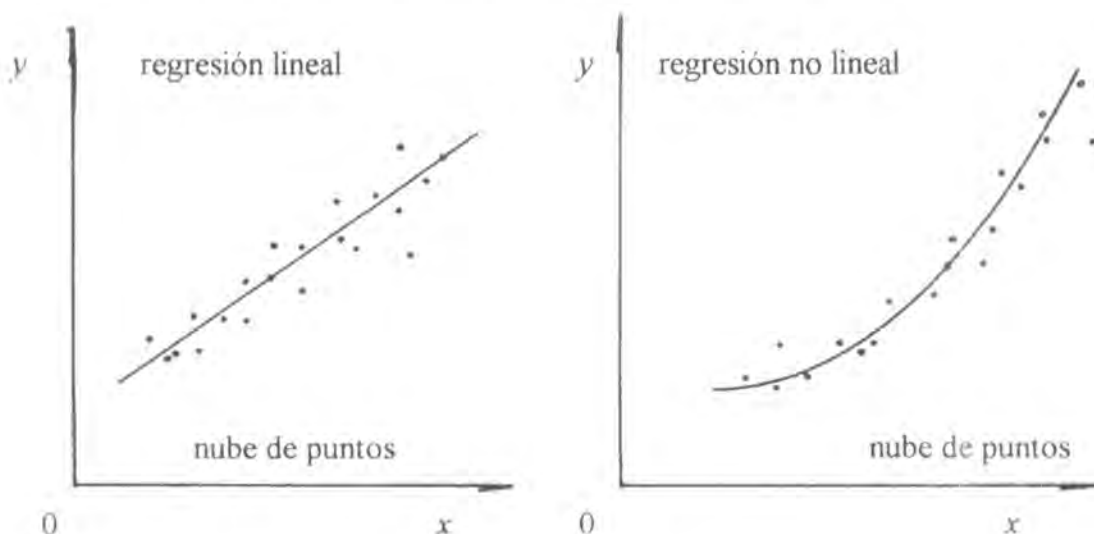 y
regresión lineal
nube de puntos
0
x
y
regresión no lineal
nube de puntos
0
x